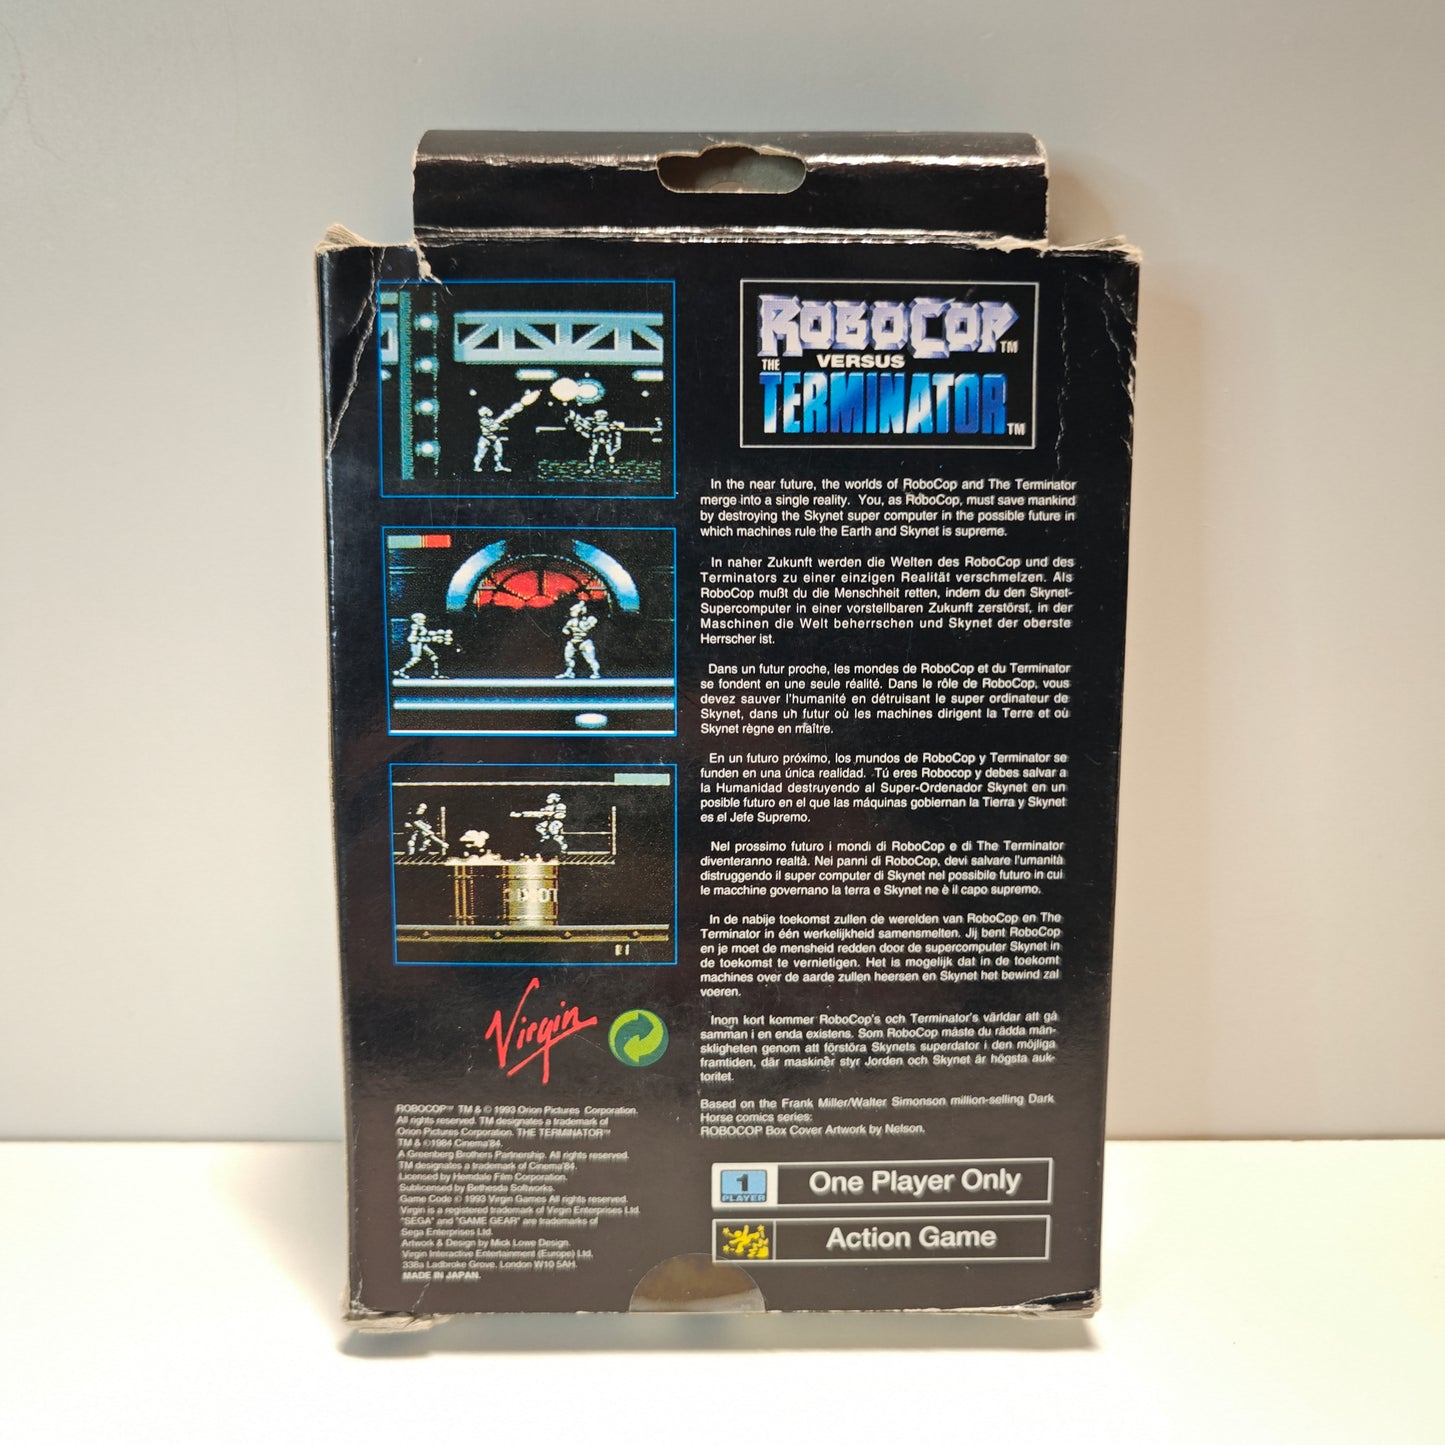 ROBOCOP™
VERSUS
THE
TERMINATOR™
In the near future, the worlds of RoboCop and The Terminator
merge into a single reality. You, as RoboCop, must save mankind
by destroying the Skynet super computer in the possible future in
which machines rule the Earth and Skynet is supreme.
In naher Zukunft werden die Welten des RoboCop und des
Terminators zu einer einzigen Realität verschmelzen. Als
RoboCop mußt du die Menschheit retten, indem du den Skynet-
Supercomputer in einer vorstellbaren Zukunft zerstörst, in der
Maschinen die Welt beherrschen und Skynet der oberste
Herrscher ist.
Dans un futur proche, les mondes de RoboCop et du Terminator
se fondent en une seule réalité. Dans le rôle de RoboCop, vous
devez sauver l'humanité en détruisant le super ordinateur de
Skynet, dans un futur où les machines dirigent la Terre et où
Skynet règne en maître.
En un futuro próximo, los mundos de RoboCop y Terminator se
funden en una única realidad. Tú eres Robocop y debes salvar a
la Humanidad destruyendo al Super-Ordenador Skynet en un
posible futuro en el que las máquinas gobiernan la Tierra y Skynet
es el Jefe Supremo.
Nel prossimo futuro i mondi di RoboCop e di The Terminator
diventeranno realtà. Nei panni di RoboCop, devi salvare l'umanità
distruggendo il super computer di Skynet nel possibile futuro in cui
le macchine governano la terra e Skynet ne è il capo supremo.
In de nabije toekomst zullen de werelden van RoboCop en The
Terminator in één werkelijkheid samensmelten. Jij bent RoboCop
en je moet de mensheid redden door de supercomputer Skynet in
de toekomst te vernietigen. Het is mogelijk dat in de toekomt
machines over de aarde zullen heersen en Skynet het bewind zal
voeren.
Inom kort kommer RoboCop's och Terminator's världar att gå
samman i en enda existens. Som RoboCop måste du rädda män-
skligheten genom att förstöra Skynets superdator i den möjliga
framtiden, där maskiner styr Jorden och Skynet är högsta auk-
toritet.
Based on the Frank Miller/Walter Simonson million-selling Dark
Horse comics series:
ROBOCOP Box Cover Artwork by Nelson.
Virgin
ROBOCOP™ TM & © 1993 Orion Pictures Corporation.
All rights reserved. TM designates a trademark of
Orion Pictures Corporation. THE TERMINATOR™
TM & ©1984 Cinema'84.
A Greenberg Brothers Partnership. All rights reserved.
TM designates a trademark of Cinema'84.
Licensed by Hemdale Film Corporation.
Sublicensed by Bethesda Softworks.
Game Code © 1993 Virgin Games All rights reserved.
Virgin is a registered trademark of Virgin Enterprises Ltd.
"SEGA" and "GAME GEAR" are trademarks of
Sega Enterprises Ltd.
Artwork & Design by Mick Lowe Design.
Virgin Interactive Entertainment (Europe) Ltd.
338a Ladbroke Grove. London W10 5AH.
MADE IN JAPAN.
1
PLAYER
One Player Only
Action Game